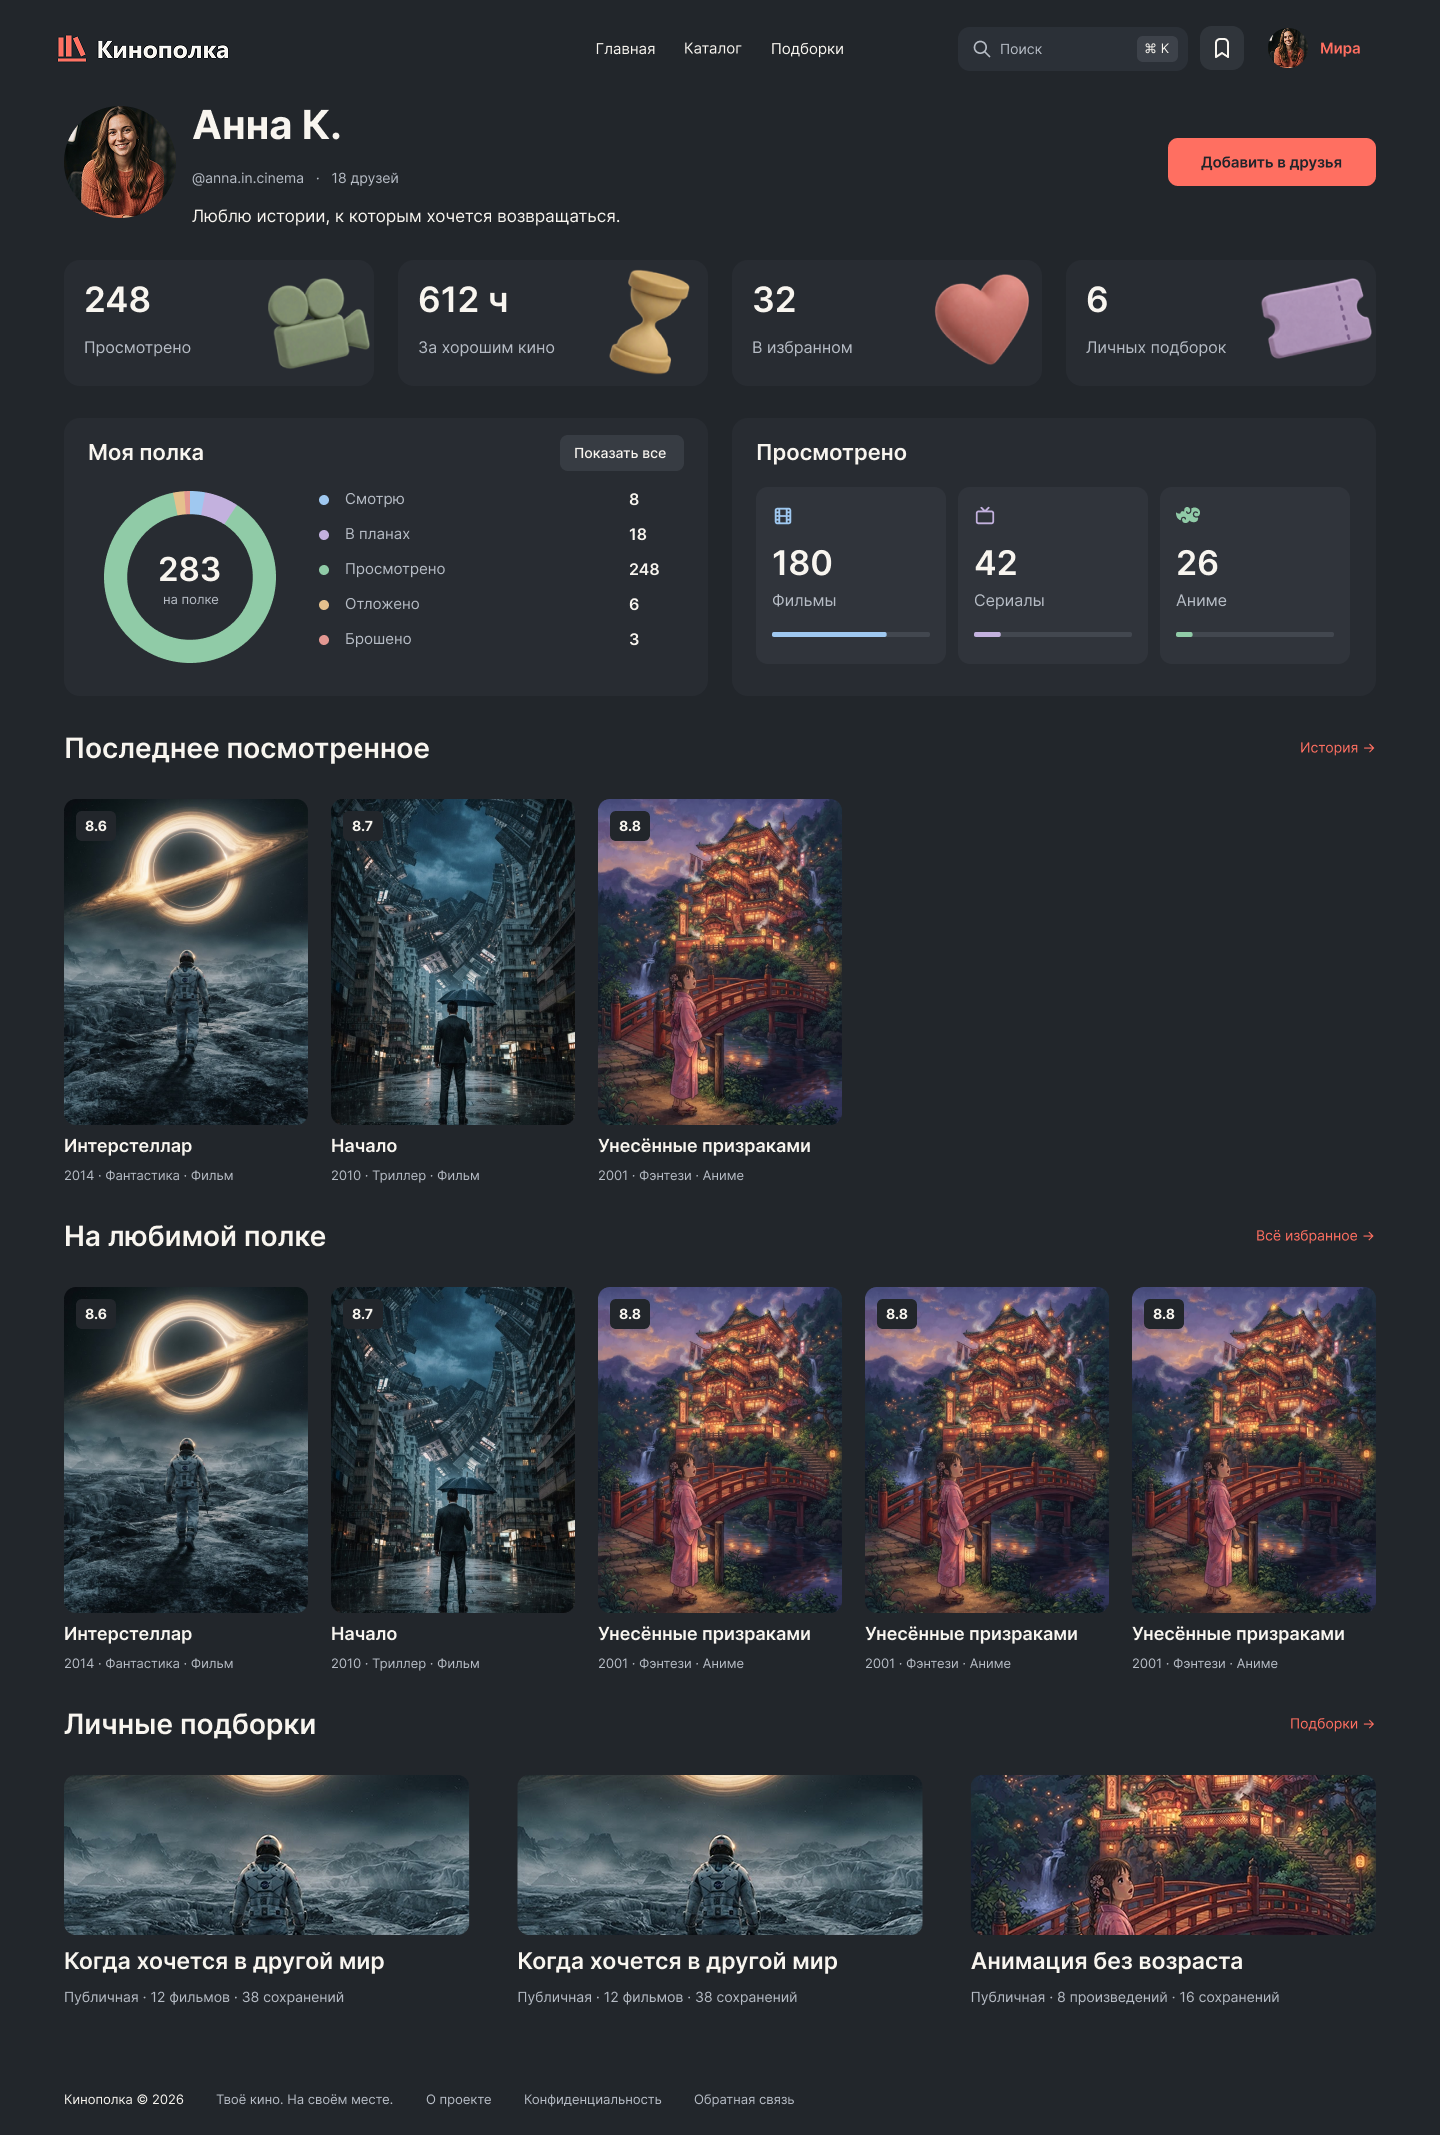 Кинополка
Главная
Каталог
Подборки
Поиск
⌘ K
Мира
Анна К.
@anna.in.cinema · 18 друзей
Люблю истории, к которым хочется возвращаться.
Добавить в друзья
248
Просмотрено
612 ч
За хорошим кино
32
В избранном
6
Личных подборок
Моя полка
Показать все
283
на полке
Смотрю 8
В планах 18
Просмотрено 248
Отложено 6
Брошено 3
Просмотрено
180
Фильмы
42
Сериалы
26
Аниме
Последнее посмотренное
История →
8.6
Интерстеллар
2014 · Фантастика · Фильм
8.7
Начало
2010 · Триллер · Фильм
8.8
Унесённые призраками
2001 · Фэнтези · Аниме
На любимой полке
Всё избранное →
8.6
Интерстеллар
2014 · Фантастика · Фильм
8.7
Начало
2010 · Триллер · Фильм
8.8
Унесённые призраками
2001 · Фэнтези · Аниме
8.8
Унесённые призраками
2001 · Фэнтези · Аниме
8.8
Унесённые призраками
2001 · Фэнтези · Аниме
Личные подборки
Подборки →
Когда хочется в другой мир
Публичная · 12 фильмов · 38 сохранений
Когда хочется в другой мир
Публичная · 12 фильмов · 38 сохранений
Анимация без возраста
Публичная · 8 произведений · 16 сохранений
Кинополка © 2026
Твоё кино. На своём месте.
О проекте
Конфиденциальность
Обратная связь